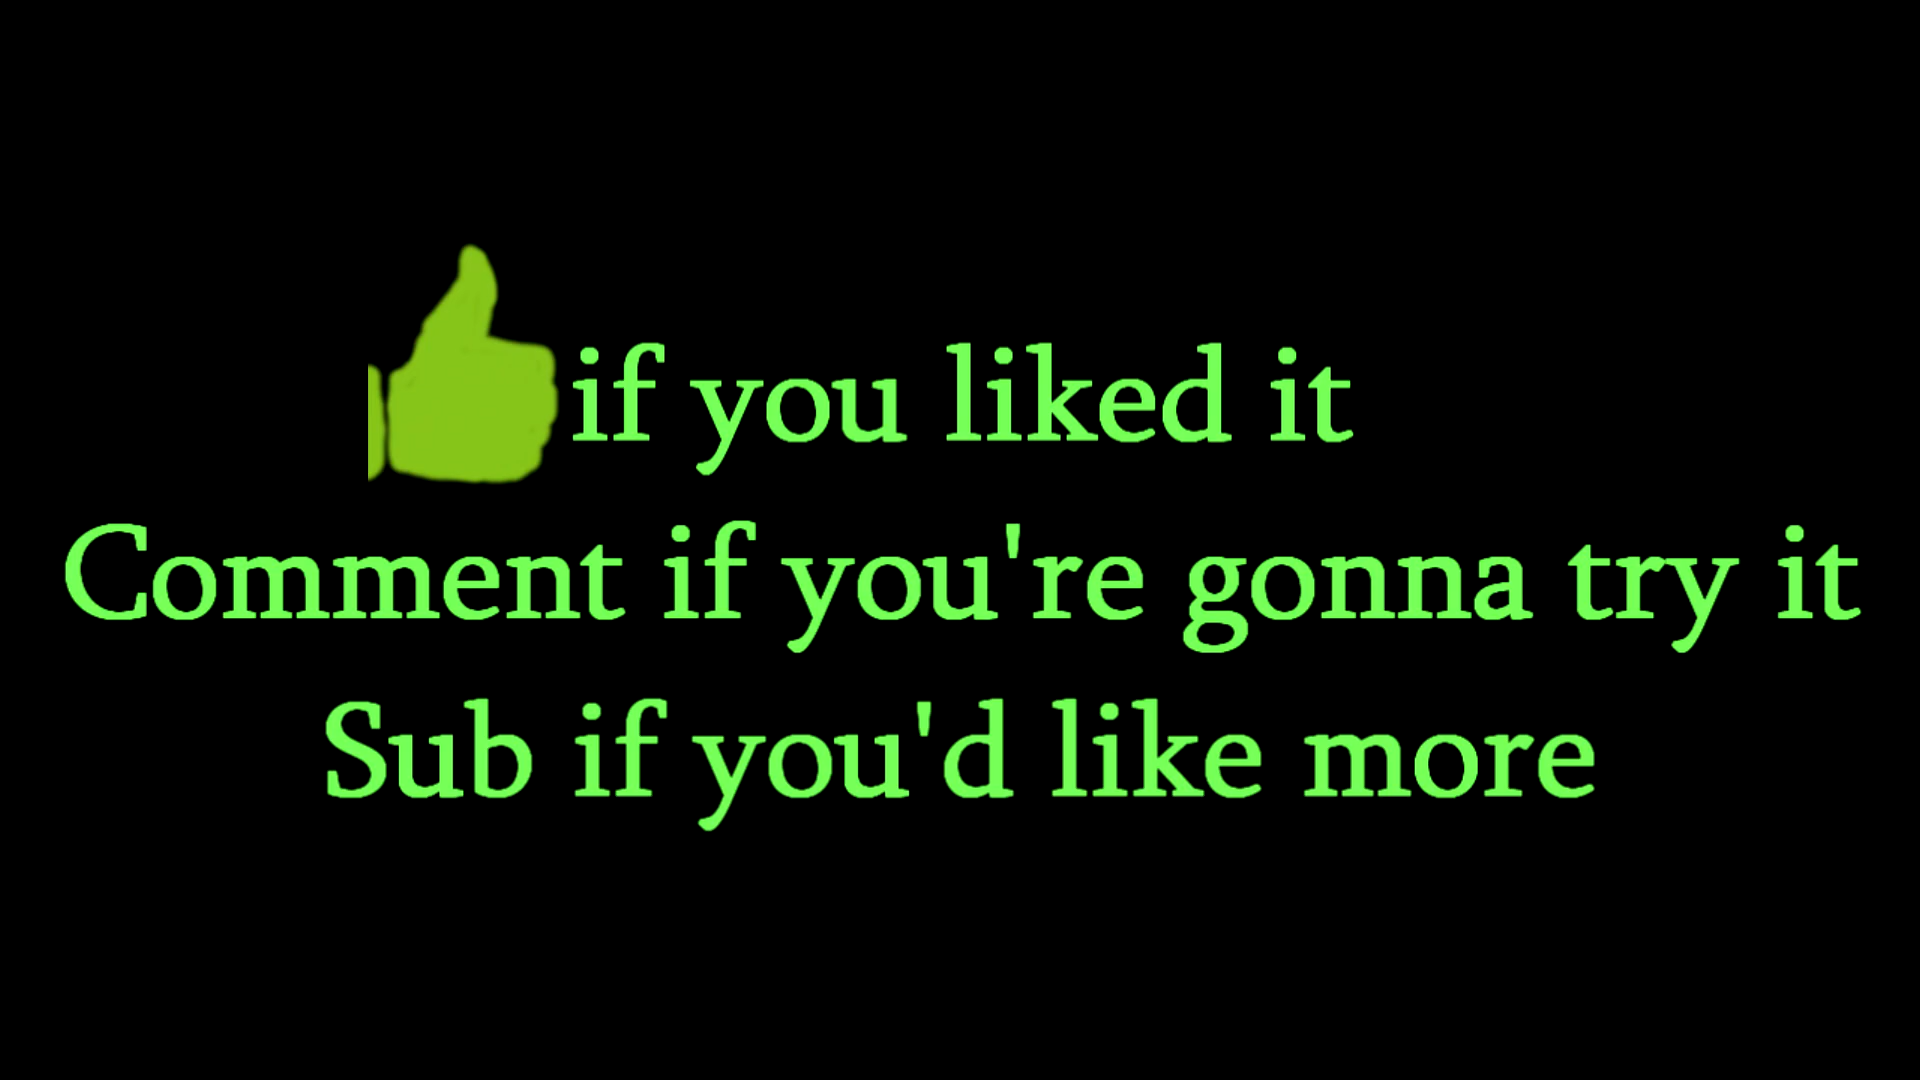 if you liked it
Comment if you're gonna try it
Sub if you'd like more